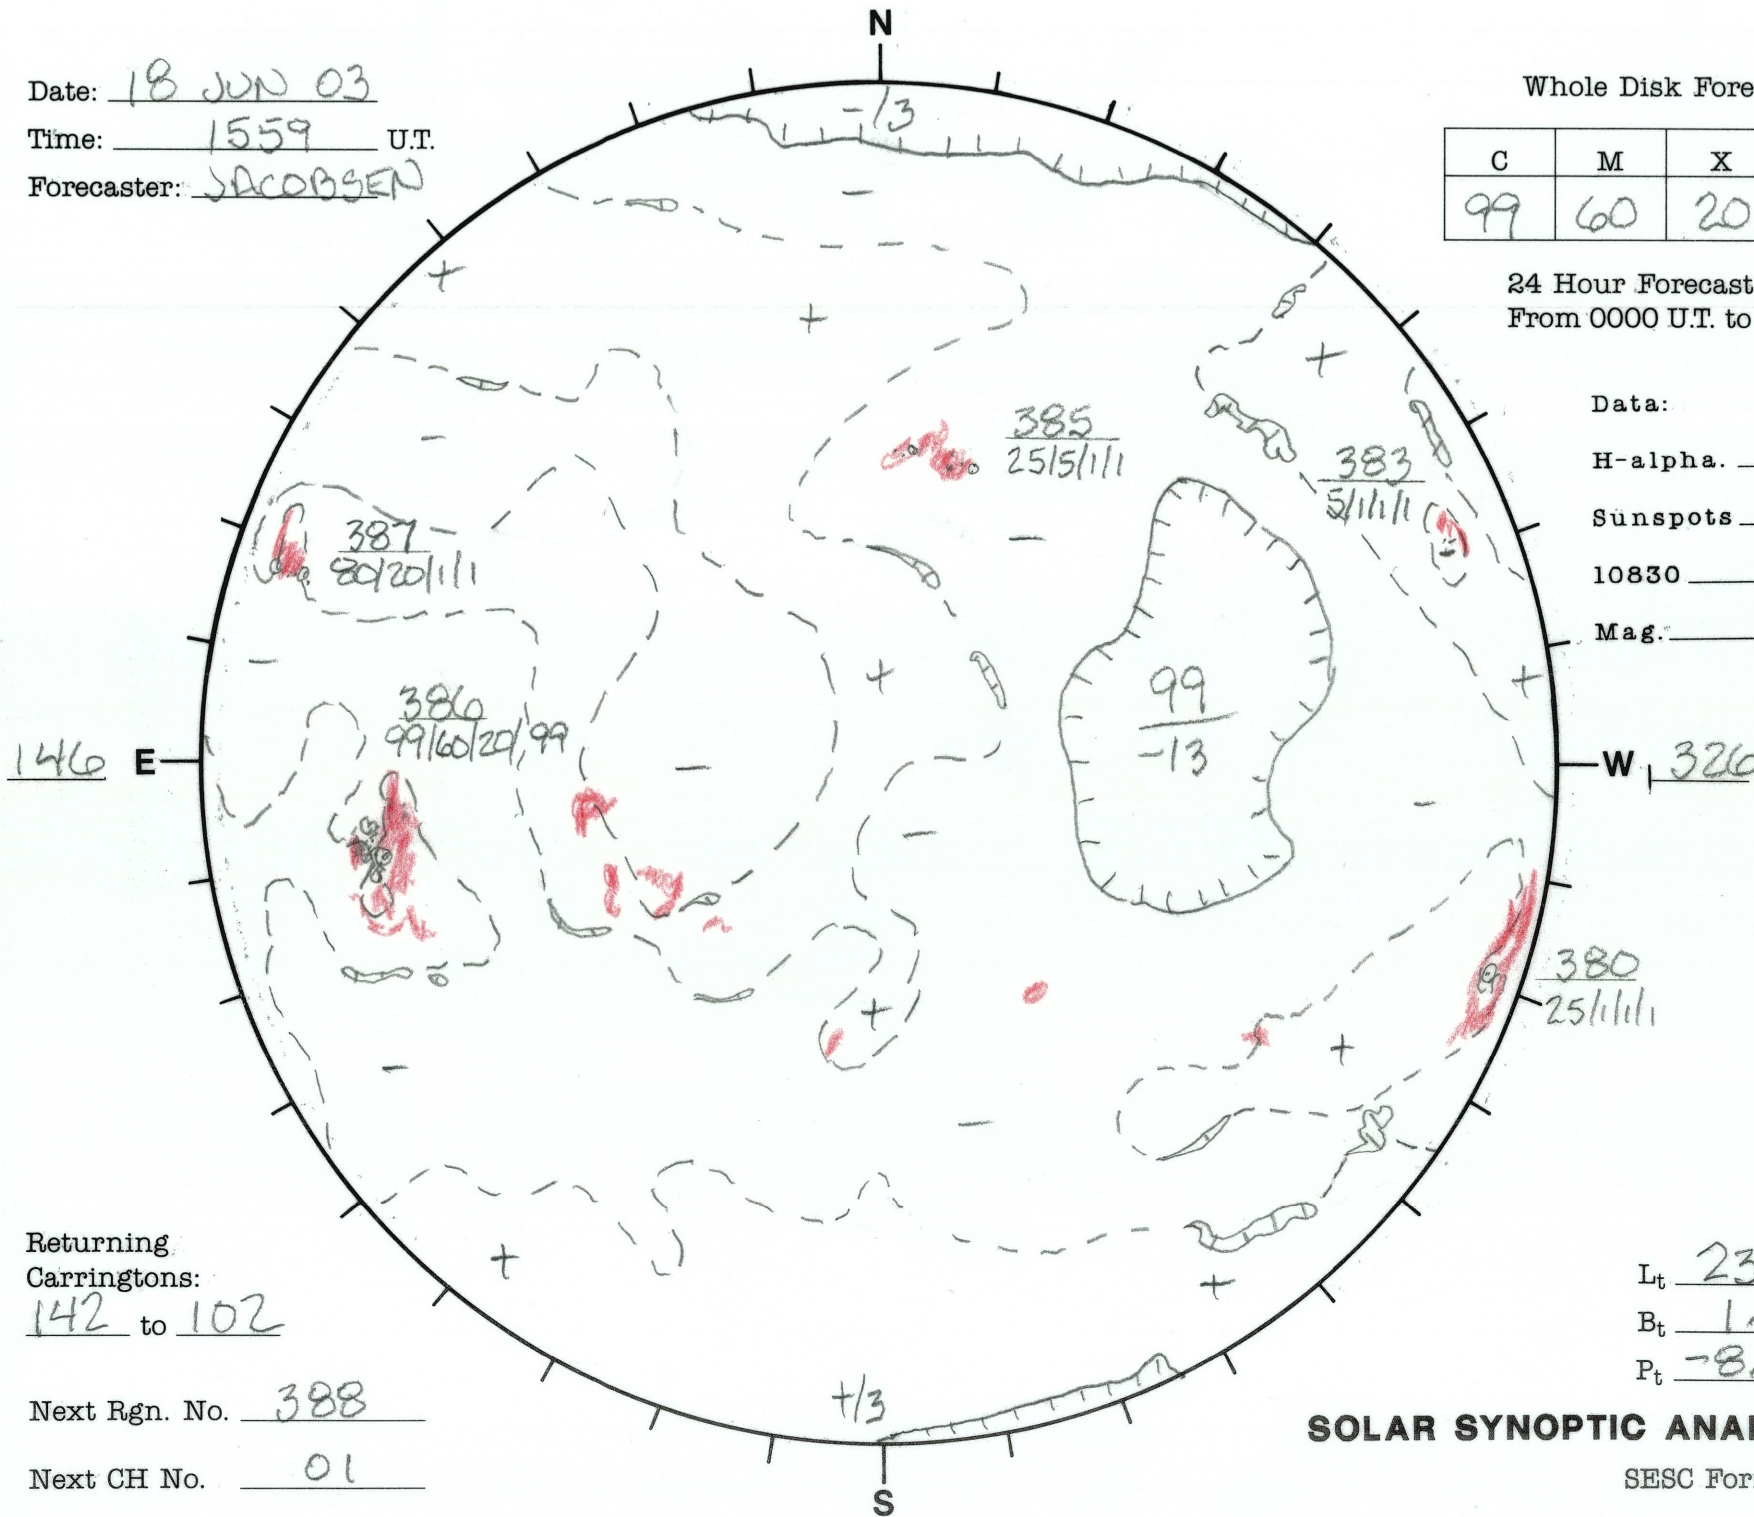 N
Date: 18 JUN 03
Time: 1559 U.T.
Forecaster: JACOBSEN
Whole Disk Fore
C M X
99 60 20
24 Hour Forecast
From 0000 U.T. to
Data:
H-alpha.
Sunspots
10830
Mag.
-/3
385
25/5/1/1
383
5/1/1/1
387
80/20/1/1
386
99/60/20/99
99
-13
146 E
W 326
380
25/1/1/1
+/3
S
Returning
Carringtons:
142 to 102
Next Rgn. No. 388
Next CH No. 01
Lt 23
Bt 1.
Pt -8.
SOLAR SYNOPTIC ANA
SESC For